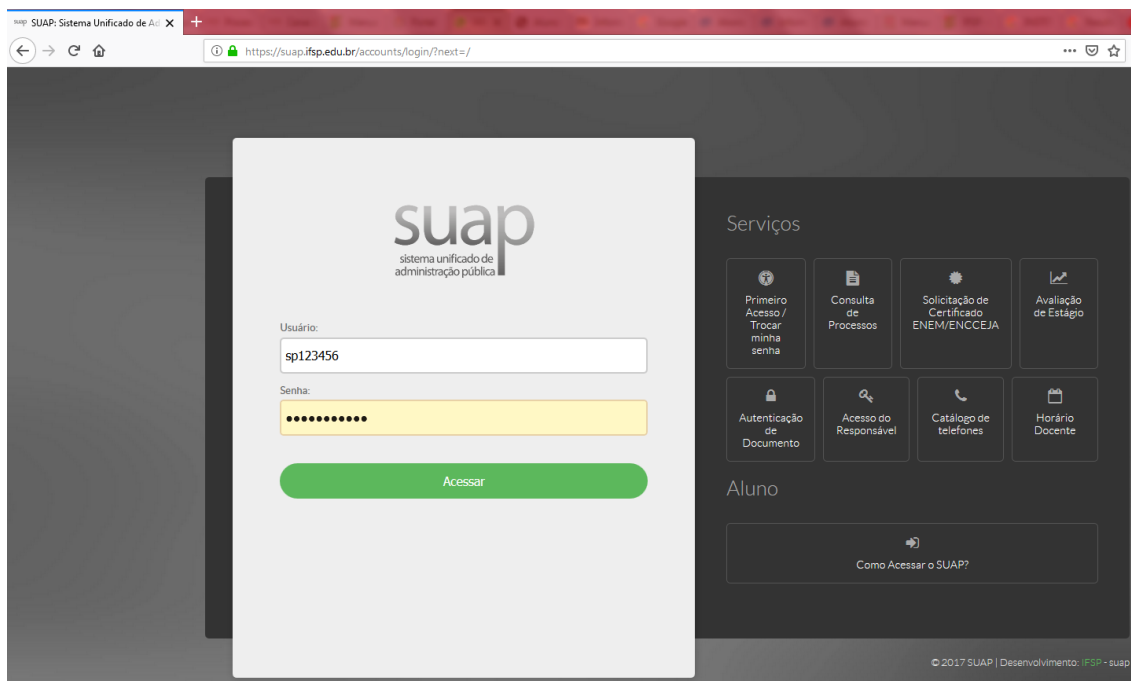 suap SUAP: Sistema Unificado de Ad
https://suap.ifsp.edu.br/accounts/login/?next=/
suap
sistema unificado de
administração pública
Usuário:
sp123456
Senha:
•••••••••••
Acessar
Serviços
Primeiro
Acesso /
Trocar
minha
senha
Consulta
de
Processos
Solicitação de
Certificado
ENEM/ENCCEJA
Avaliação
de Estágio
Autenticação
de
Documento
Acesso do
Responsável
Catálogo de
telefones
Horário
Docente
Aluno
Como Acessar o SUAP?
© 2017 SUAP | Desenvolvimento: IFSP - suap